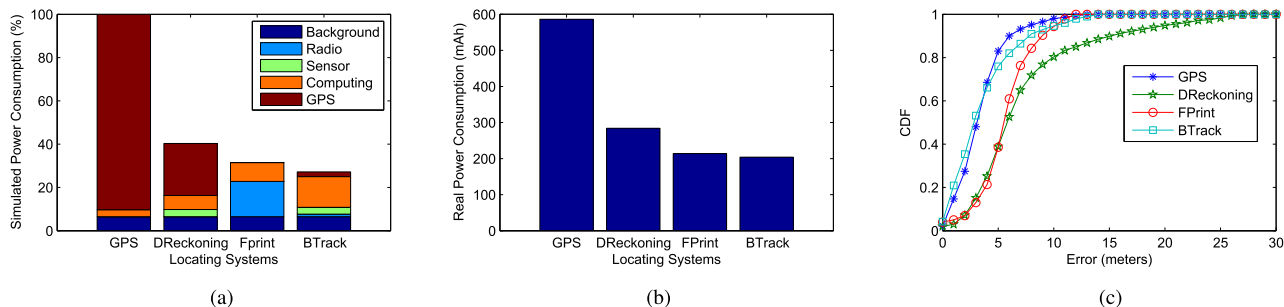 Simulated Power Consumption (%)
100
80
60
40
20
0
Background
Radio
Sensor
Computing
GPS
GPS DReckoning Fprint BTrack
Locating Systems
(a)
Real Power Consumption (mAh)
600
500
400
300
200
100
0
GPS DReckoning FPrint BTrack
Locating Systems
(b)
CDF
1
0.8
0.6
0.4
0.2
0
GPS
DReckoning
FPrint
BTrack
0 5 10 15 20 25 30
Error (meters)
(c)